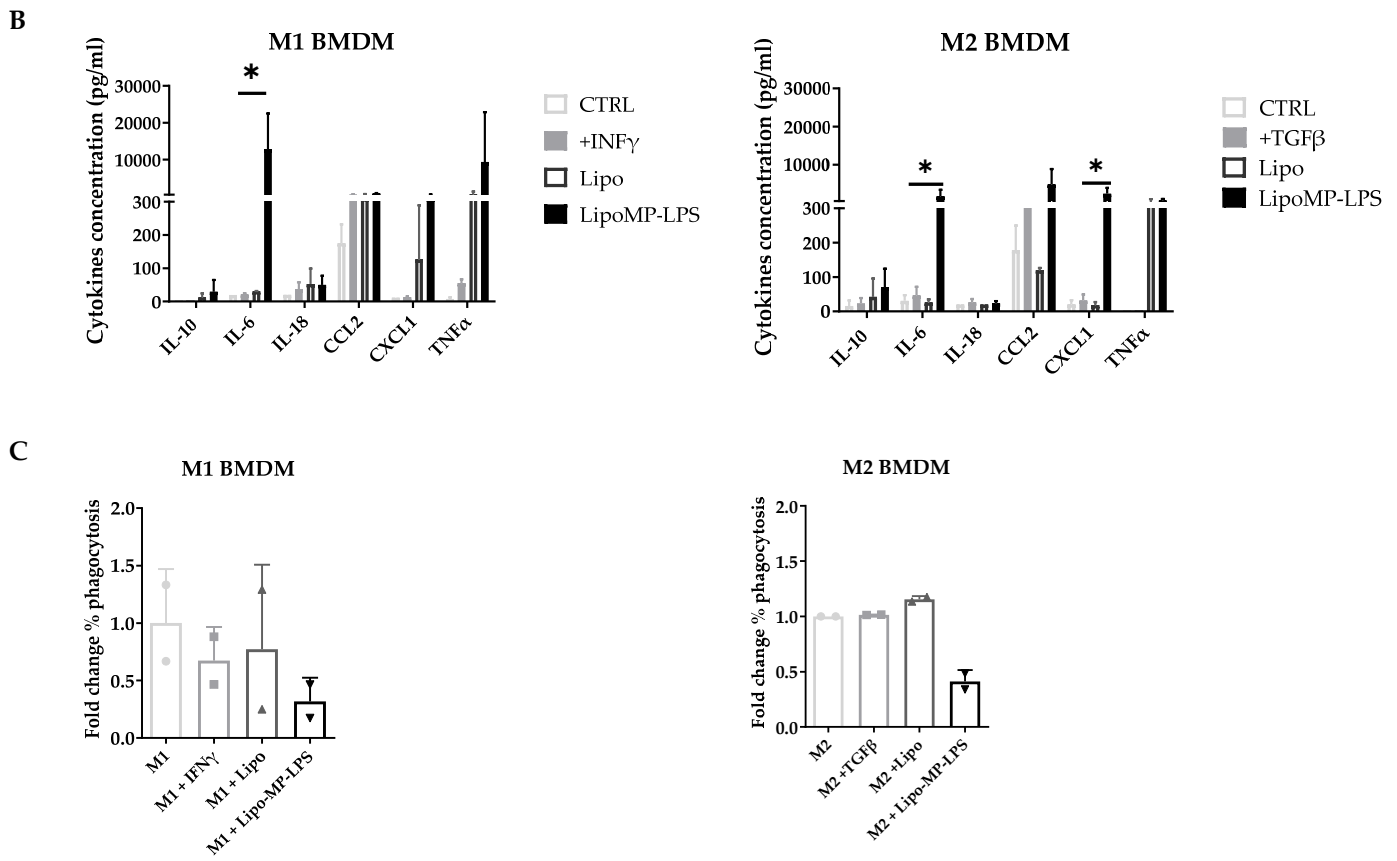 B
M1 BMDM
Cytokines concentration (pg/ml)
30000
20000
10000
300
200
100
0
*
IL-10
IL-6
IL-18
CCL2
CXCL1
TNFα
CTRL
+INFγ
Lipo
LipoMP-LPS
M2 BMDM
Cytokines concentration (pg/ml)
30000
20000
10000
300
200
100
0
*
*
IL-10
IL-6
IL-18
CCL2
CXCL1
TNFα
CTRL
+TGFβ
Lipo
LipoMP-LPS
C
M1 BMDM
Fold change % phagocytosis
2.0
1.5
1.0
0.5
0.0
M1
M1 + IFNγ
M1 + Lipo
M1 + Lipo-MP-LPS
M2 BMDM
Fold change % phagocytosis
2.0
1.5
1.0
0.5
0.0
M2
M2 +TGFβ
M2 +Lipo
M2 + Lipo-MP-LPS